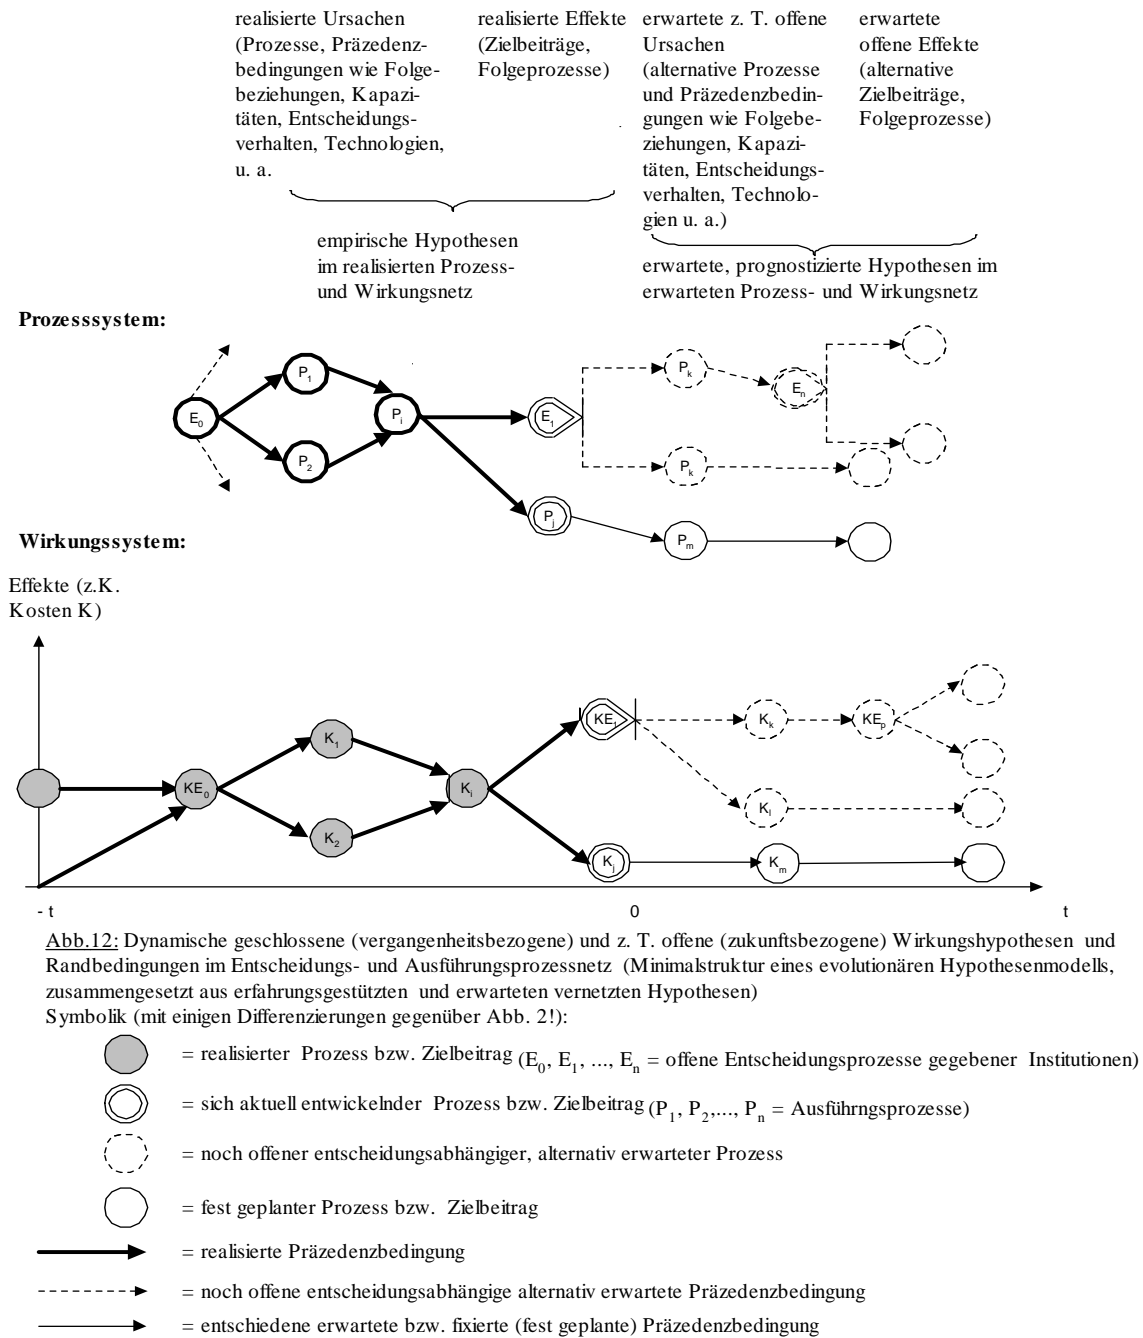 realisierte Ursachen
(Prozesse, Präzedenz-
bedingungen wie Folge-
beziehungen, Kapazi-
täten, Entscheidungs-
verhalten, Technologien,
u. a.
realisierte Effekte
(Zielbeiträge,
Folgeprozesse)
erwartete z. T. offene
Ursachen
(alternative Prozesse
und Präzedenzbedin-
gungen wie Folgebe-
ziehungen, Kapazi-
täten, Entscheidungs-
verhalten, Technolo-
gien u. a.)
erwartete
offene Effekte
(alternative
Zielbeiträge,
Folgeprozesse)
empirische Hypothesen
im realisierten Prozess-
und Wirkungsnetz
erwartete, prognostizierte Hypothesen im
erwarteten Prozess- und Wirkungsnetz
Prozesssystem:
E0
P1
P2
Pi
E1
Pj
Pk
Pk
En
Pm
Wirkungssystem:
Effekte (z.K.
Kosten K)
KE0
K1
K2
Ki
KE1
Kj
Kk
KEp
Kl
Km
- t
0
t
Abb.12: Dynamische geschlossene (vergangenheitsbezogene) und z. T. offene (zukunftsbezogene) Wirkungshypothesen und
Randbedingungen im Entscheidungs- und Ausführungsprozessnetz (Minimalstruktur eines evolutionären Hypothesenmodells,
zusammengesetzt aus erfahrungsgestützten und erwarteten vernetzten Hypothesen)
Symbolik (mit einigen Differenzierungen gegenüber Abb. 2!):
= realisierter Prozess bzw. Zielbeitrag (E0, E1, ..., En = offene Entscheidungsprozesse gegebener Institutionen)
= sich aktuell entwickelnder Prozess bzw. Zielbeitrag (P1, P2,..., Pn = Ausführngsprozesse)
= noch offener entscheidungsabhängiger, alternativ erwarteter Prozess
= fest geplanter Prozess bzw. Zielbeitrag
= realisierte Präzedenzbedingung
= noch offene entscheidungsabhängige alternativ erwartete Präzedenzbedingung
= entschiedene erwartete bzw. fixierte (fest geplante) Präzedenzbedingung